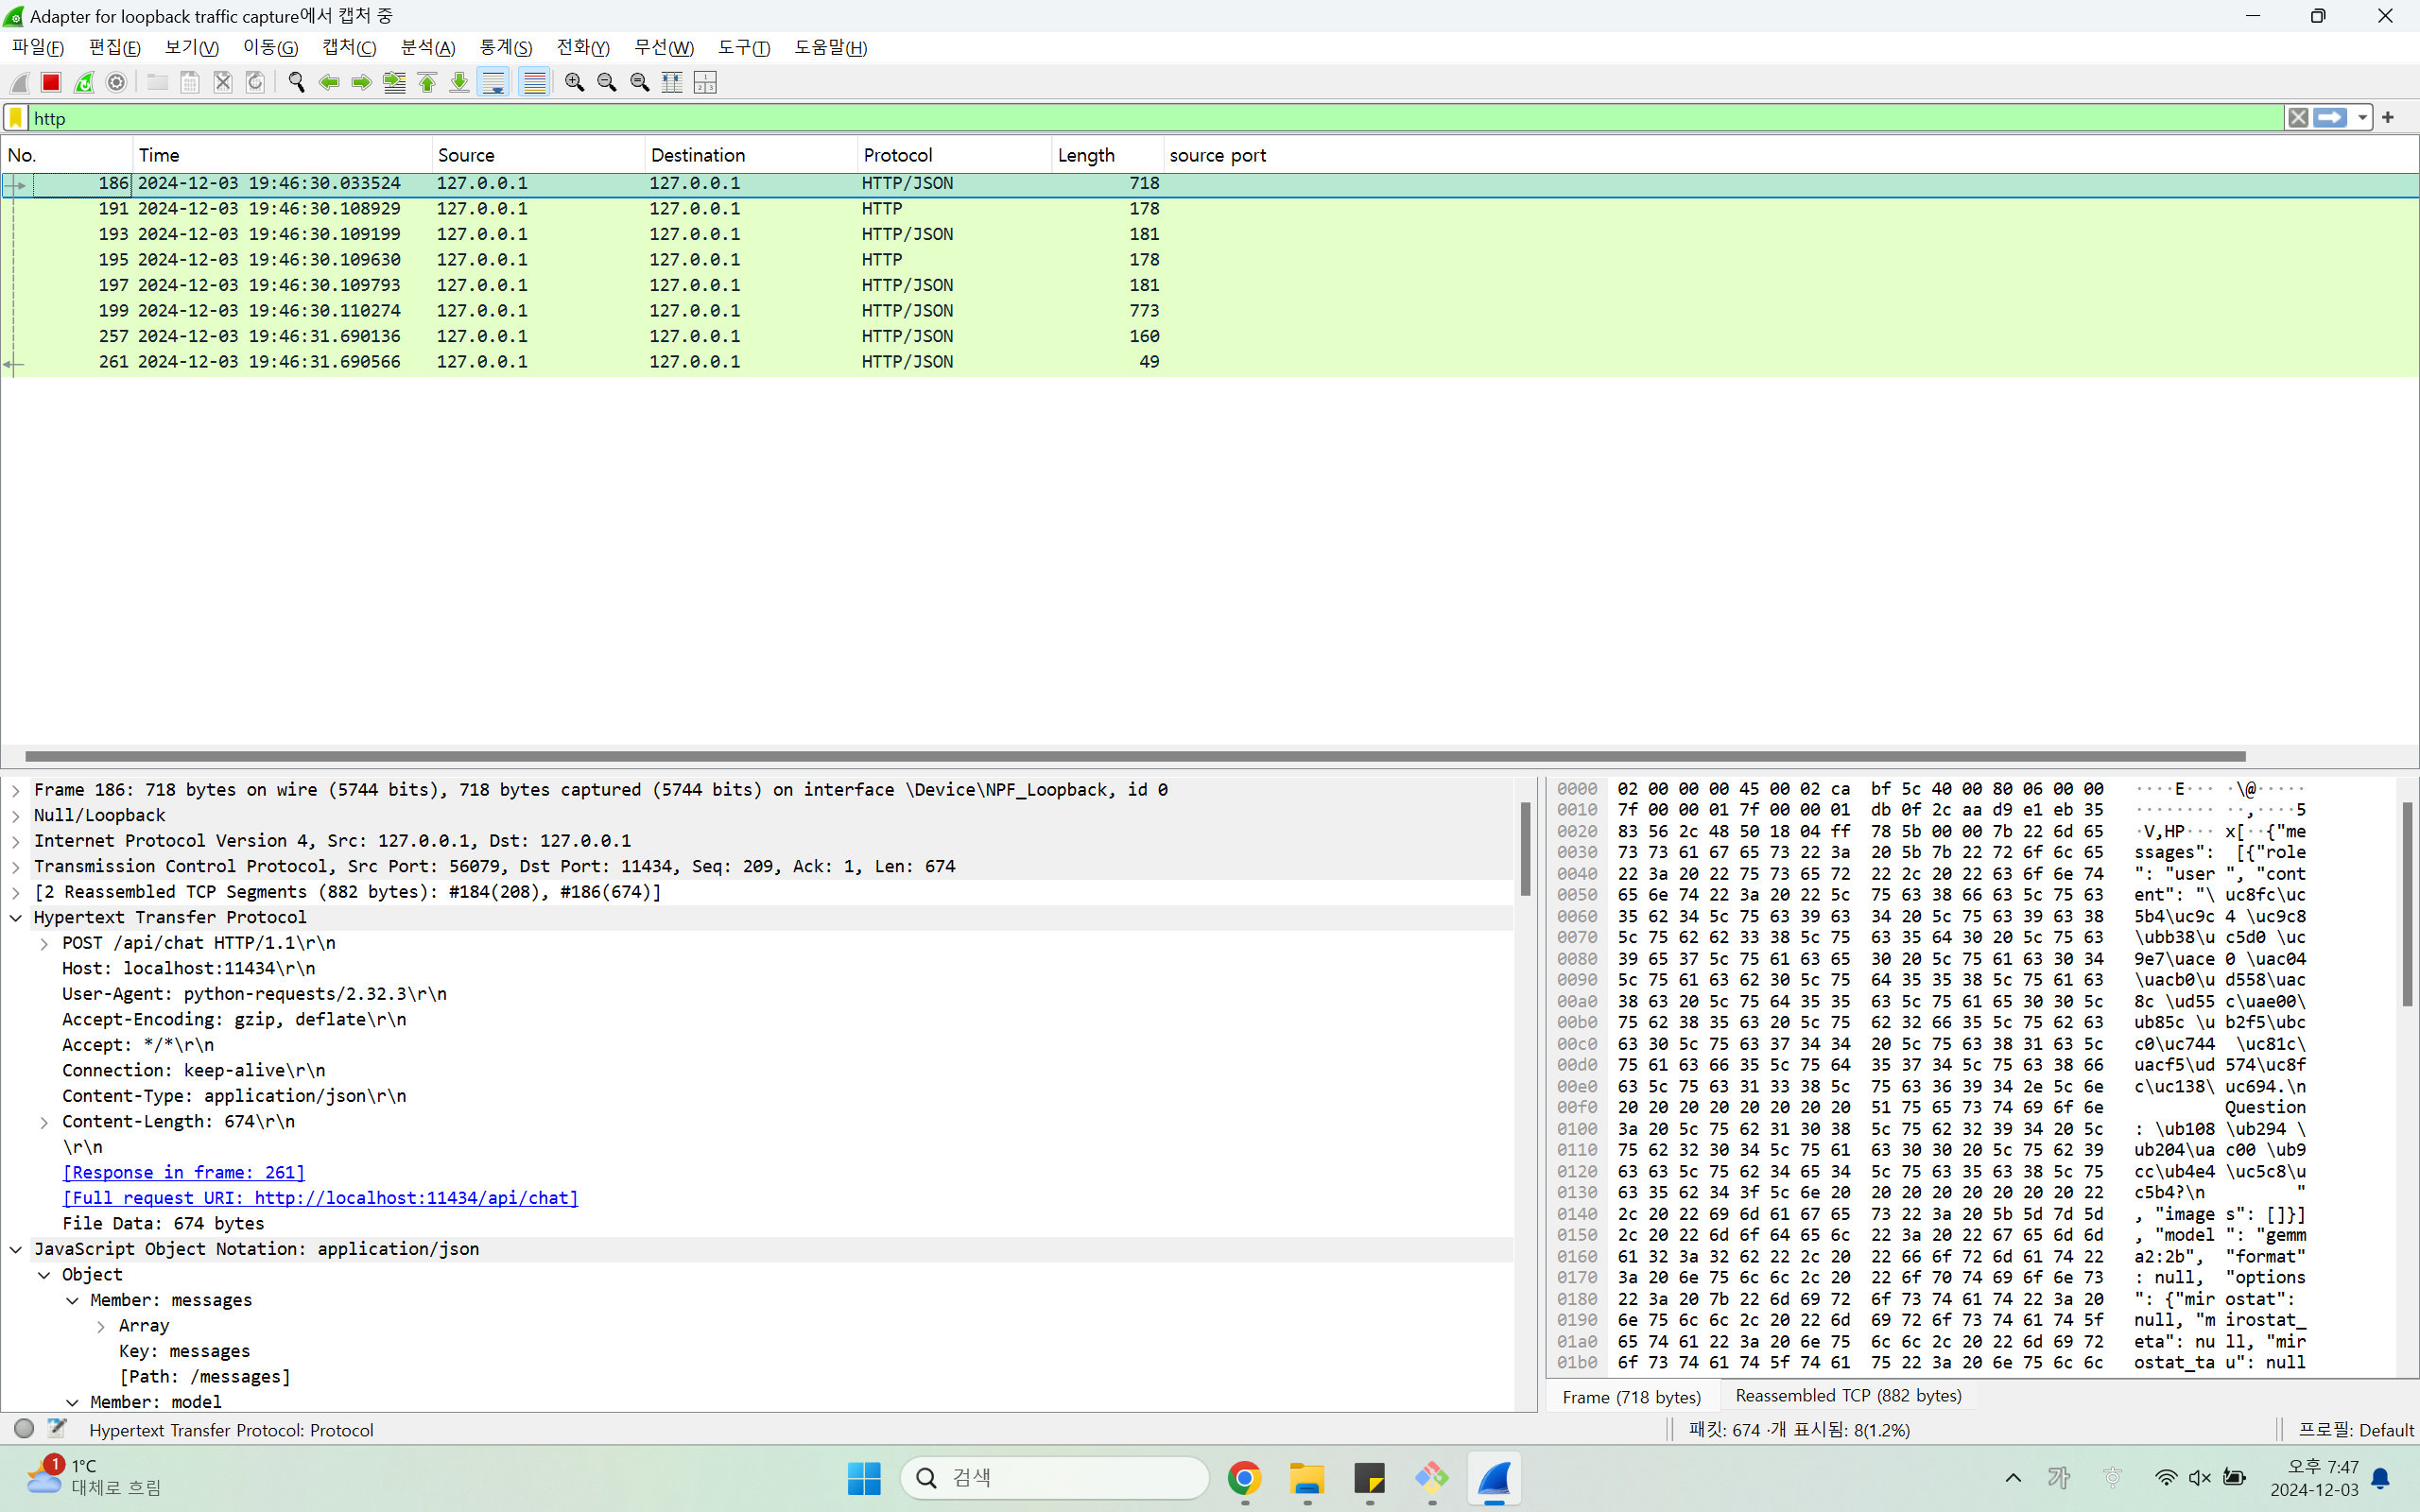 Adapter for loopback traffic capture에서 캡처 중
파일(F) 편집(E) 보기(V) 이동(G) 캡처(C) 분석(A) 통계(S) 전화(Y) 무선(W) 도구(T) 도움말(H)
http
No. Time Source Destination Protocol Length source port
186 2024-12-03 19:46:30.033524 127.0.0.1 127.0.0.1 HTTP/JSON 718
191 2024-12-03 19:46:30.108929 127.0.0.1 127.0.0.1 HTTP 178
193 2024-12-03 19:46:30.109199 127.0.0.1 127.0.0.1 HTTP/JSON 181
195 2024-12-03 19:46:30.109630 127.0.0.1 127.0.0.1 HTTP 178
197 2024-12-03 19:46:30.109793 127.0.0.1 127.0.0.1 HTTP/JSON 181
199 2024-12-03 19:46:30.110274 127.0.0.1 127.0.0.1 HTTP/JSON 773
257 2024-12-03 19:46:31.690136 127.0.0.1 127.0.0.1 HTTP/JSON 160
261 2024-12-03 19:46:31.690566 127.0.0.1 127.0.0.1 HTTP/JSON 49
Frame 186: 718 bytes on wire (5744 bits), 718 bytes captured (5744 bits) on interface \Device\NPF_Loopback, id 0
Null/Loopback
Internet Protocol Version 4, Src: 127.0.0.1, Dst: 127.0.0.1
Transmission Control Protocol, Src Port: 56079, Dst Port: 11434, Seq: 209, Ack: 1, Len: 674
[2 Reassembled TCP Segments (882 bytes): #184(208), #186(674)]
Hypertext Transfer Protocol
POST /api/chat HTTP/1.1\r\n
Host: localhost:11434\r\n
User-Agent: python-requests/2.32.3\r\n
Accept-Encoding: gzip, deflate\r\n
Accept: */*\r\n
Connection: keep-alive\r\n
Content-Type: application/json\r\n
Content-Length: 674\r\n
\r\n
[Response in frame: 261]
[Full request URI: http://localhost:11434/api/chat]
File Data: 674 bytes
JavaScript Object Notation: application/json
Object
Member: messages
Array
Key: messages
[Path: /messages]
Member: model
0000 02 00 00 00 45 00 02 ca bf 5c 40 00 80 06 00 00 ····E··· ·\@·····
0010 7f 00 00 01 7f 00 00 01 db 0f 2c aa d9 e1 eb 35 ········ ··,····5
0020 83 56 2c 48 50 18 04 ff 78 5b 00 00 7b 22 6d 65 ·V,HP··· x[··{"me
0030 73 73 61 67 65 73 22 3a 20 5b 7b 22 72 6f 6c 65 ssages": [{"role
0040 22 3a 20 22 75 73 65 72 22 2c 20 22 63 6f 6e 74 ": "user ", "cont
0050 65 6e 74 22 3a 20 22 5c 75 63 38 66 63 5c 75 63 ent": "\ uc8fc\uc
0060 35 62 34 5c 75 63 39 63 34 20 5c 75 63 39 63 38 5b4\uc9c 4 \uc9c8
0070 5c 75 62 62 33 38 5c 75 63 35 64 30 20 5c 75 63 \ubb38\u c5d0 \uc
0080 39 65 37 5c 75 61 63 65 30 20 5c 75 61 63 30 34 9e7\uace 0 \uac04
0090 5c 75 61 63 62 30 5c 75 64 35 35 38 5c 75 61 63 \uacb0\u d558\uac
00a0 38 63 20 5c 75 64 35 35 63 5c 75 61 65 30 30 5c 8c \ud55 c\uae00\
00b0 75 62 38 35 63 20 5c 75 62 32 66 35 5c 75 62 63 ub85c \u b2f5\ubc
00c0 63 30 5c 75 63 37 34 34 20 5c 75 63 38 31 63 5c c0\uc744 \uc81c\
00d0 75 61 63 66 35 5c 75 64 35 37 34 5c 75 63 38 66 uacf5\ud 574\uc8f
00e0 63 5c 75 63 31 33 38 5c 75 63 36 39 34 2e 5c 6e c\uc138\ uc694.\n
00f0 20 20 20 20 20 20 20 20 51 75 65 73 74 69 6f 6e Question
0100 3a 20 5c 75 62 31 30 38 5c 75 62 32 39 34 20 5c : \ub108 \ub294 \
0110 75 62 32 30 34 5c 75 61 63 30 30 20 5c 75 62 39 ub204\ua c00 \ub9
0120 63 63 5c 75 62 34 65 34 5c 75 63 35 63 38 5c 75 cc\ub4e4 \uc5c8\u
0130 63 35 62 34 3f 5c 6e 20 20 20 20 20 20 20 20 22 c5b4?\n "
0140 2c 20 22 69 6d 61 67 65 73 22 3a 20 5b 5d 7d 5d , "image s": []}]
0150 2c 20 22 6d 6f 64 65 6c 22 3a 20 22 67 65 6d 6d , "model ": "gemm
0160 61 32 3a 32 62 22 2c 20 22 66 6f 72 6d 61 74 22 a2:2b", "format"
0170 3a 20 6e 75 6c 6c 2c 20 22 6f 70 74 69 6f 6e 73 : null, "options
0180 22 3a 20 7b 22 6d 69 72 6f 73 74 61 74 22 3a 20 ": {"mir ostat":
0190 6e 75 6c 6c 2c 20 22 6d 69 72 6f 73 74 61 74 5f null, "m irostat_
01a0 65 74 61 22 3a 20 6e 75 6c 6c 2c 20 22 6d 69 72 eta": nu ll, "mir
01b0 6f 73 74 61 74 5f 74 61 75 22 3a 20 6e 75 6c 6c ostat_ta u": null
Frame (718 bytes) Reassembled TCP (882 bytes)
Hypertext Transfer Protocol: Protocol 패킷: 674 ·개 표시됨: 8(1.2%) 프로필: Default
1 1°C
대체로 흐림
검색
가
오후 7:47
2024-12-03